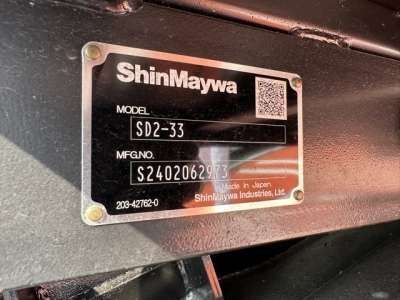 ShinMaywa
MODEL
SD2-33
MFG.NO.
S2402062973
Made in Japan
203-42762-0
ShinMaywa Industries, Ltd.